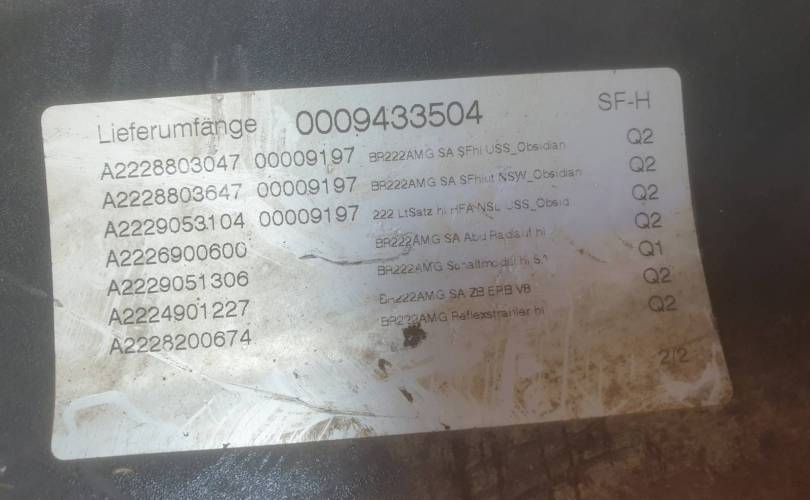 Lieferumfänge 0009433504 SF-H
A2228803047 00009197 BR222AMG SA SFhi USS_Obsidian Q2
A2228803647 00009197 BR222AMG SA SFhiut NSW_Obsidian Q2
A2229053104 00009197 222 LtSatz hi HFA NSL USS_Obsid Q2
A2226900600 BR222AMG SA Abd Radlauf hi Q2
A2229051306 BR222AMG Schaltmodul hi Q1
A2224901227 BR222AMG SA ZB EPB V8 Q2
A2228200674 BR222AMG Reflexstrahler hi Q2
2/2